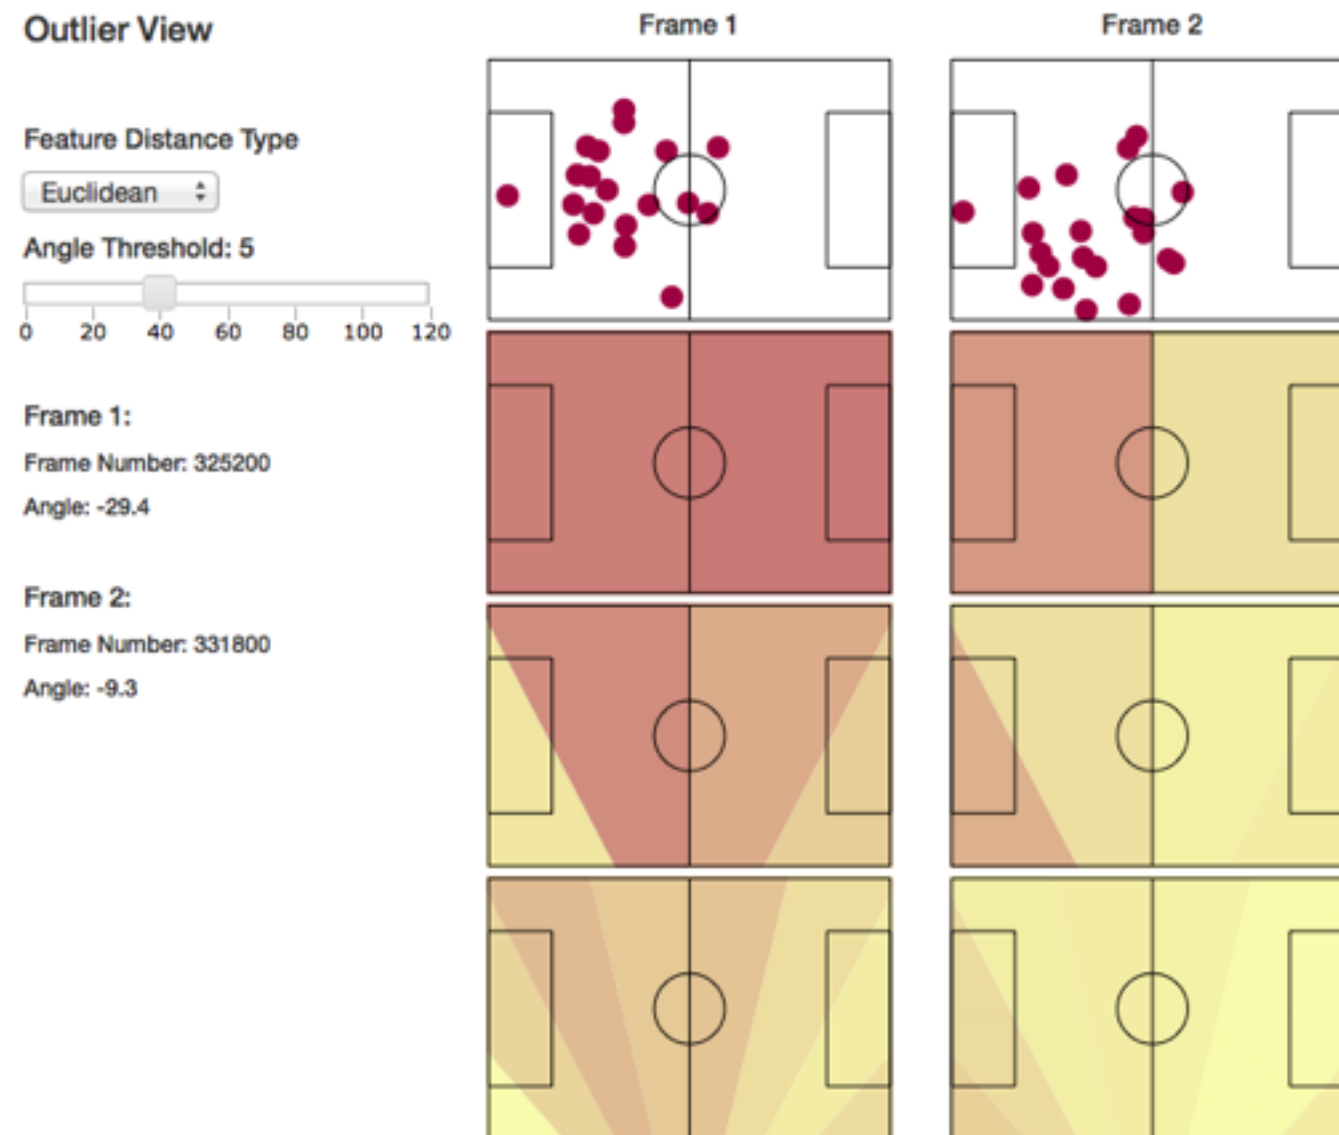 Outlier View
Frame 1
Frame 2
Feature Distance Type
Euclidean
Angle Threshold: 5
0 20 40 60 80 100 120
Frame 1:
Frame Number: 325200
Angle: -29.4
Frame 2:
Frame Number: 331800
Angle: -9.3